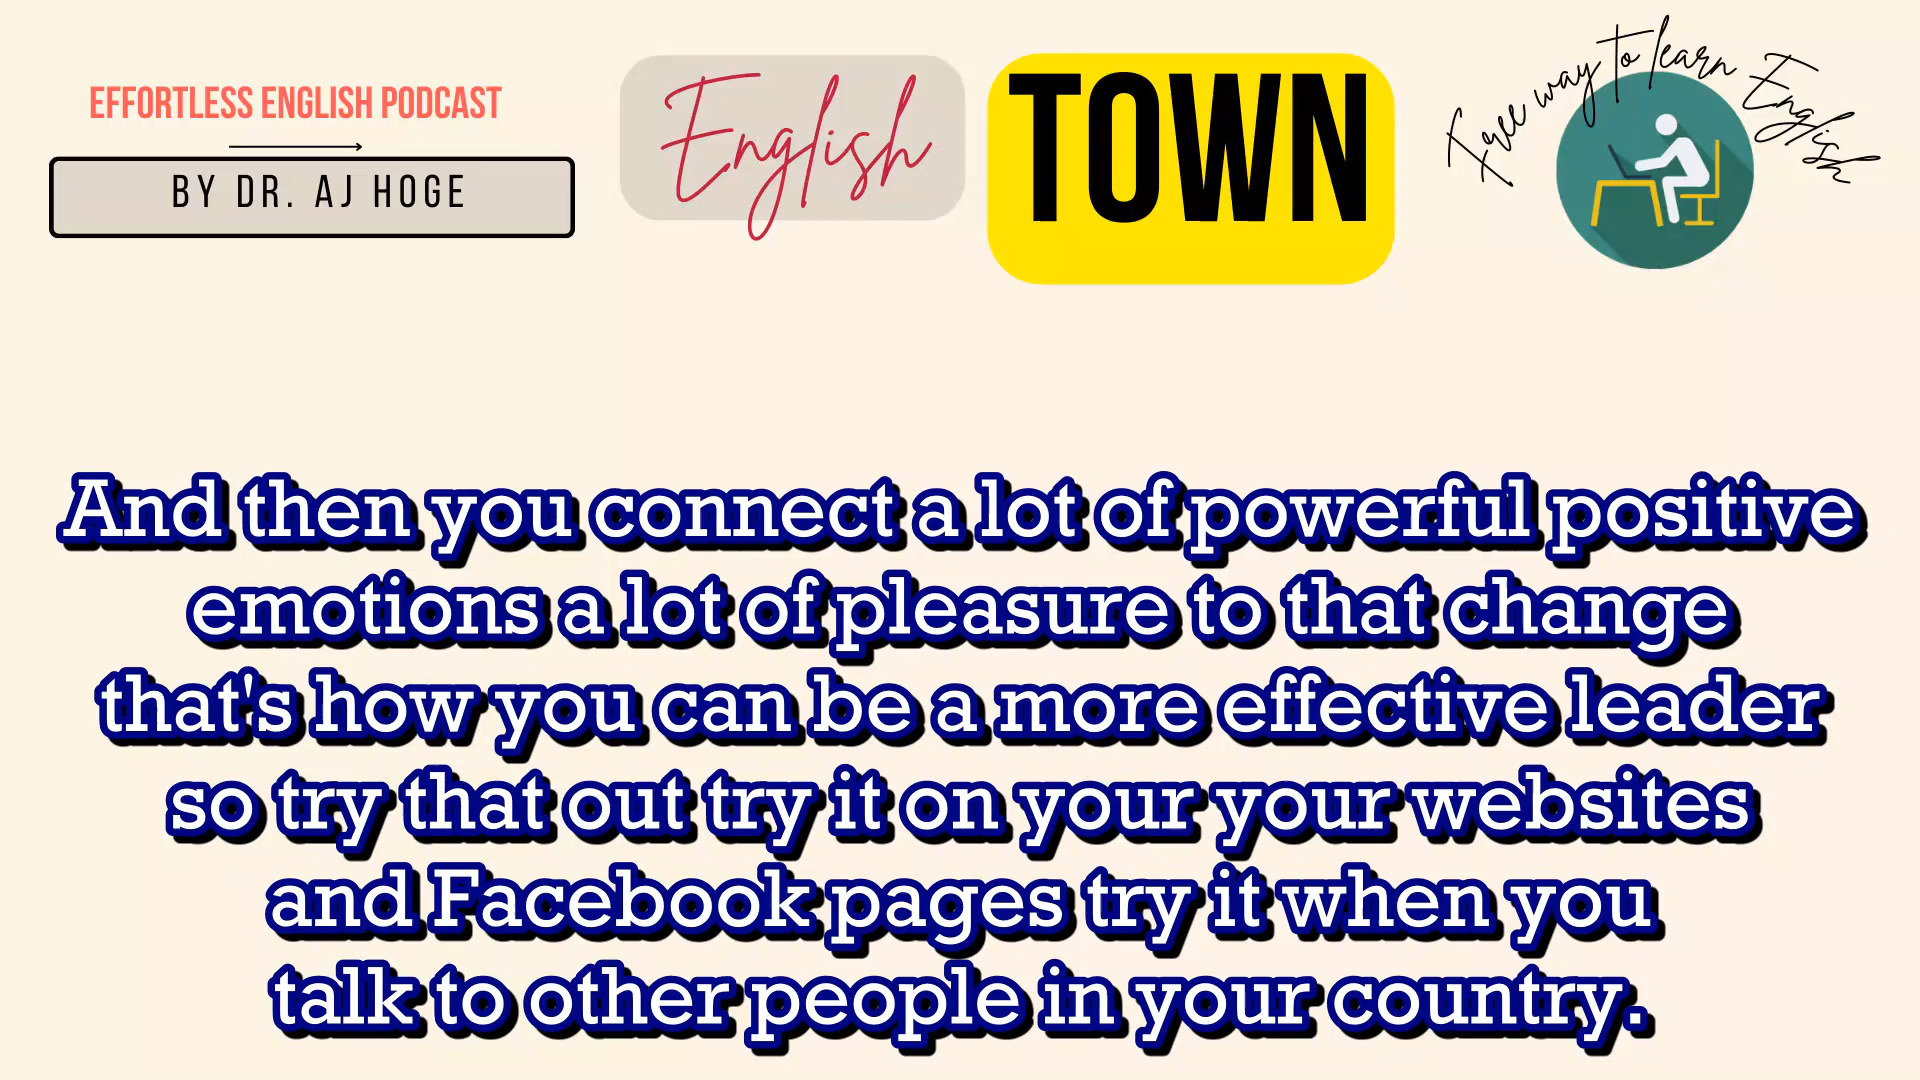 EFFORTLESS ENGLISH PODCAST
BY DR. AJ HOGE
English
TOWN
Free way to learn English
And then you connect a lot of powerful positive
emotions a lot of pleasure to that change
that's how you can be a more effective leader
so try that out try it on your your websites
and Facebook pages try it when you
talk to other people in your country.